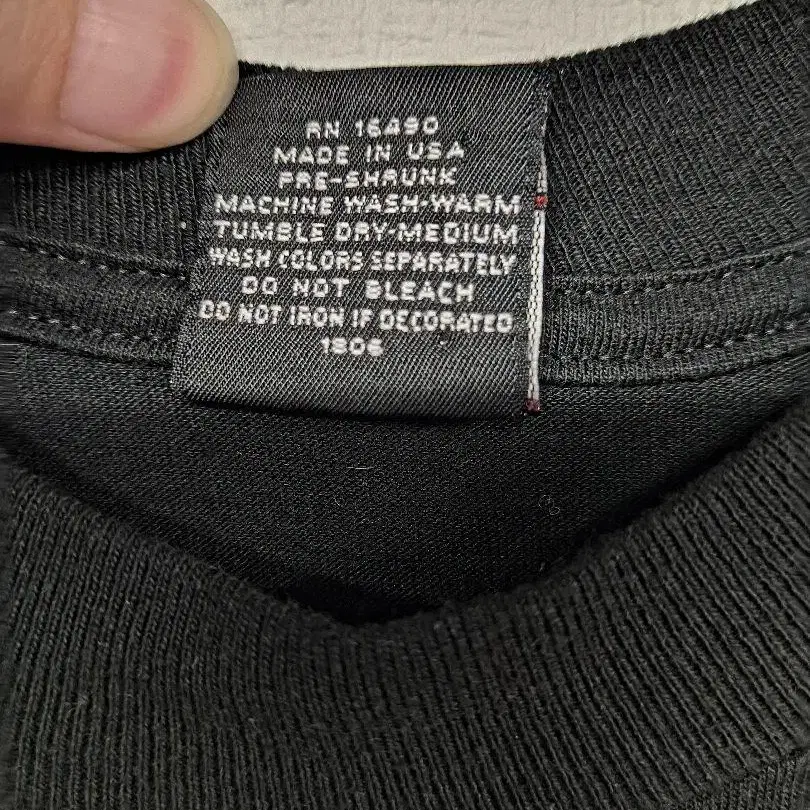 RN 16490
MADE IN USA
PRE-SHRUNK
MACHINE WASH-WARM
TUMBLE DRY-MEDIUM
WASH COLORS SEPARATELY
DO NOT BLEACH
DO NOT IRON IF DECORATED
1906